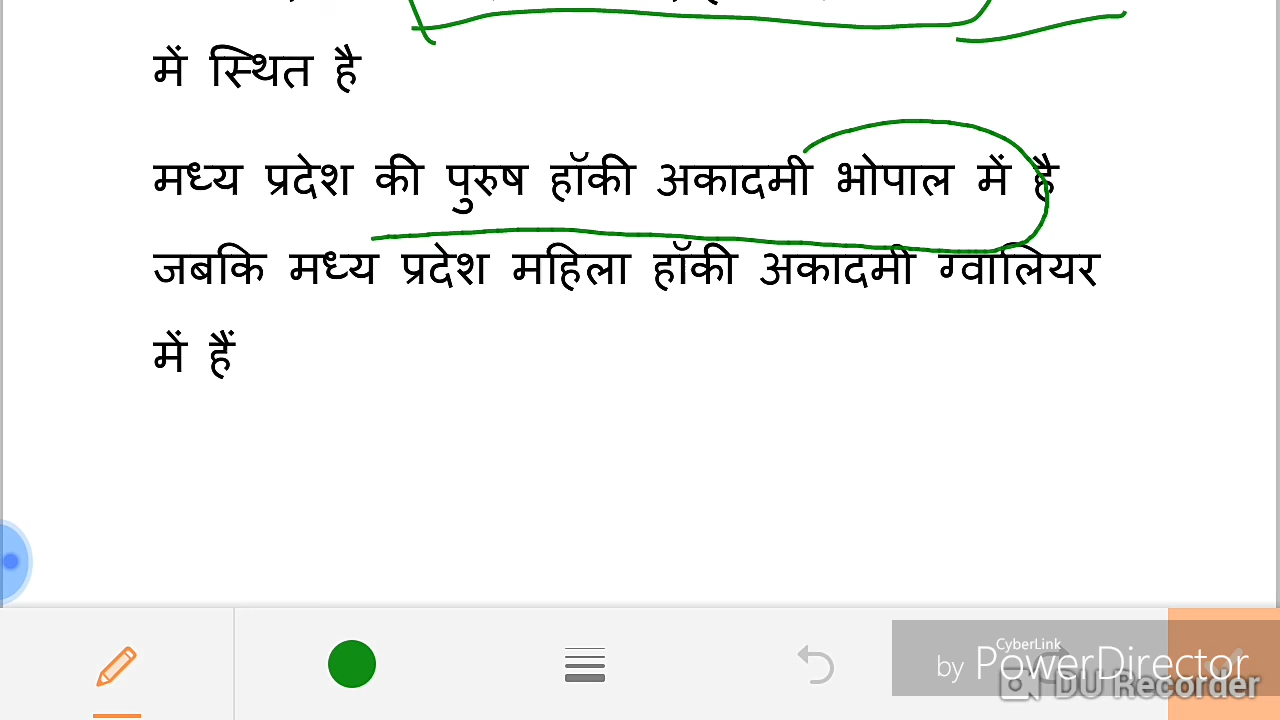 में स्थित है
मध्य प्रदेश की पुरुष हॉकी अकादमी भोपाल में है
जबकि मध्य प्रदेश महिला हॉकी अकादमी ग्वालियर
में हैं
CyberLink
by PowerDirector
DU Recorder